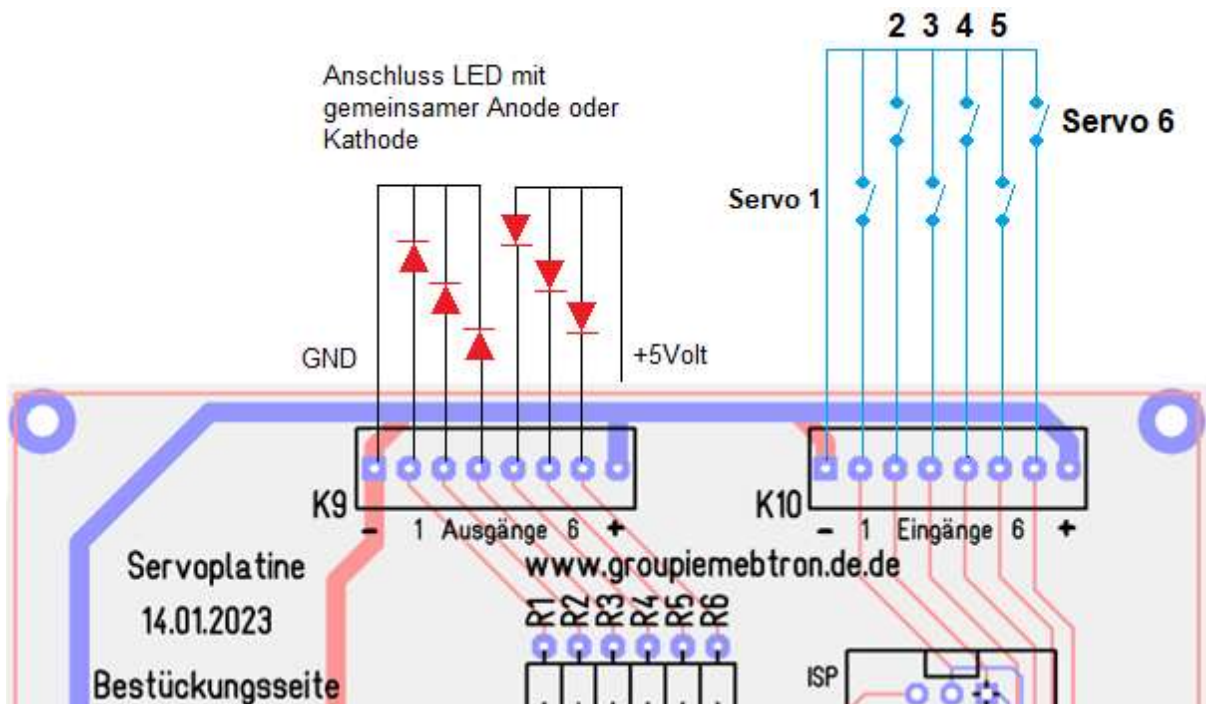 2 3 4 5
Anschluss LED mit
gemeinsamer Anode oder
Kathode
Servo 6
Servo 1
GND
+5Volt
K9
- 1 Ausgänge 6 +
K10
- 1 Eingänge 6 +
Servoplatine
www.groupiemebtron.de.de
14.01.2023
R1 R2 R3 R4 R5 R6
Bestückungsseite
ISP